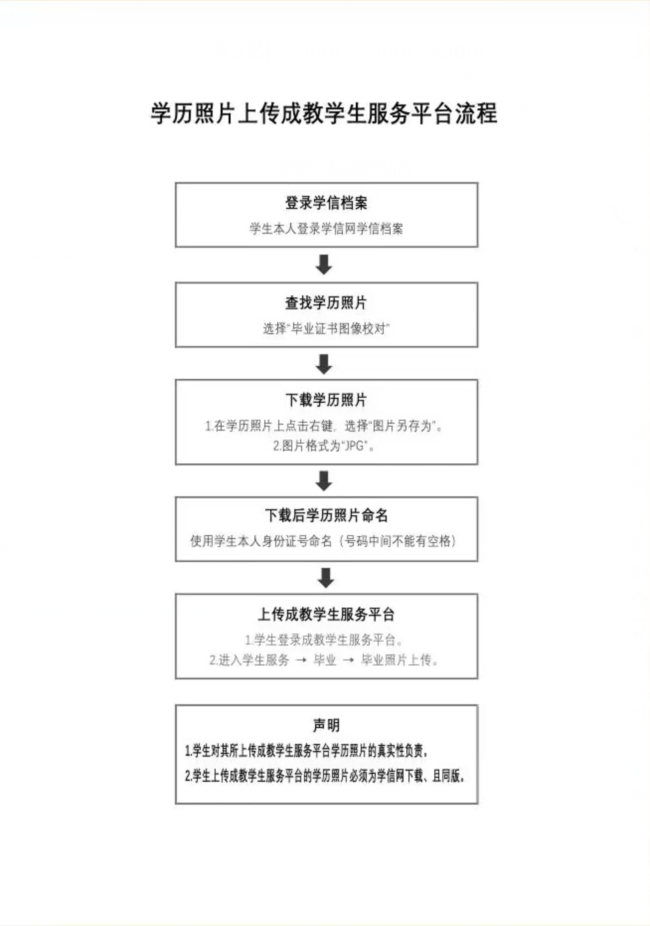 学历照片上传成教学生服务平台流程
登录学信档案
学生本人登录学信网学信档案
查找学历照片
选择“毕业证书图像校对”
下载学历照片
1.在学历照片上点击右键，选择“图片另存为”。
2.图片格式为“JPG”。
下载后学历照片命名
使用学生本人身份证号命名（号码中间不能有空格）
上传成教学生服务平台
1.学生登录成教学生服务平台。
2.进入学生服务 → 毕业 → 毕业照片上传。
声明
1.学生对其所上传成教学生服务平台学历照片的真实性负责。
2.学生上传成教学生服务平台的学历照片必须为学信网下载、且同版。